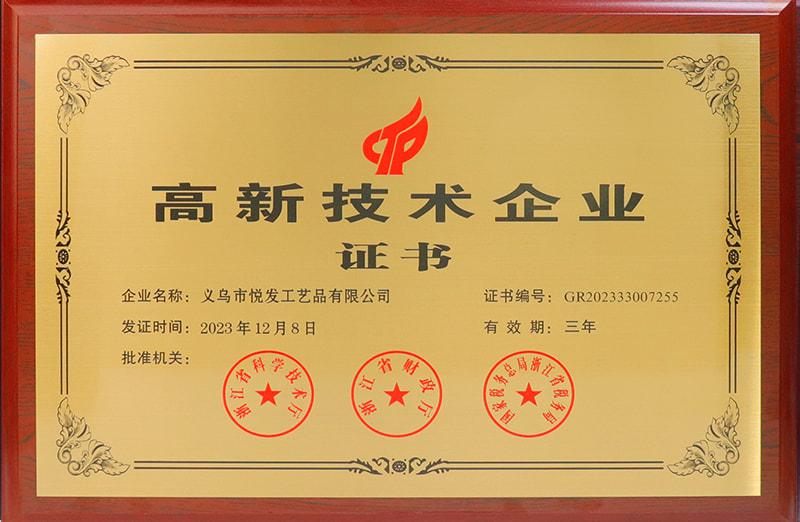 CTP
高新技术企业
证书
企业名称：义乌市悦发工艺品有限公司 证书编号：GR202333007255
发证时间：2023年12月8日 有效期：三年
批准机关：
浙江省科学技术厅 浙江省财政厅 国家税务总局浙江省税务局